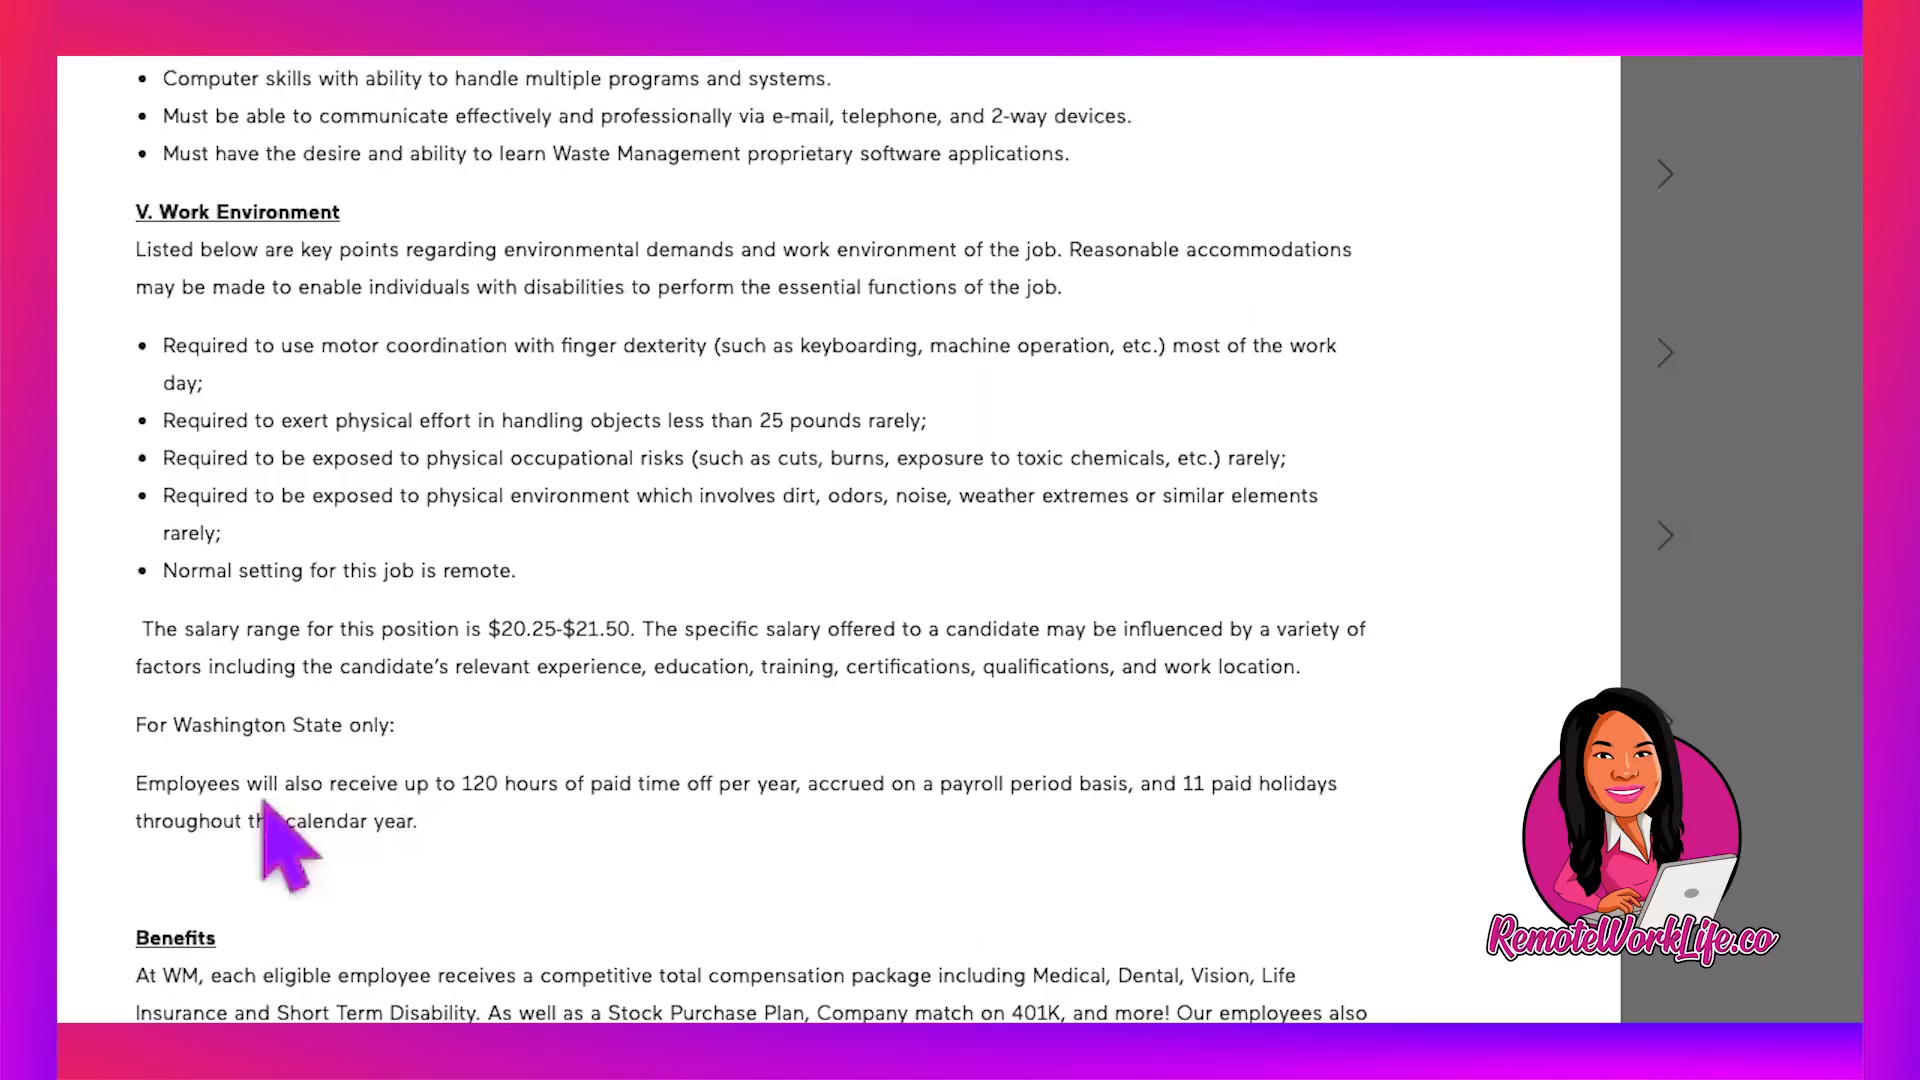 • Computer skills with ability to handle multiple programs and systems.
• Must be able to communicate effectively and professionally via e-mail, telephone, and 2-way devices.
• Must have the desire and ability to learn Waste Management proprietary software applications.
V. Work Environment
Listed below are key points regarding environmental demands and work environment of the job. Reasonable accommodations
may be made to enable individuals with disabilities to perform the essential functions of the job.
• Required to use motor coordination with finger dexterity (such as keyboarding, machine operation, etc.) most of the work
day;
• Required to exert physical effort in handling objects less than 25 pounds rarely;
• Required to be exposed to physical occupational risks (such as cuts, burns, exposure to toxic chemicals, etc.) rarely;
• Required to be exposed to physical environment which involves dirt, odors, noise, weather extremes or similar elements
rarely;
• Normal setting for this job is remote.
The salary range for this position is $20.25-$21.50. The specific salary offered to a candidate may be influenced by a variety of
factors including the candidate’s relevant experience, education, training, certifications, qualifications, and work location.
For Washington State only:
Employees will also receive up to 120 hours of paid time off per year, accrued on a payroll period basis, and 11 paid holidays
throughout the calendar year.
Benefits
At WM, each eligible employee receives a competitive total compensation package including Medical, Dental, Vision, Life
Insurance and Short Term Disability. As well as a Stock Purchase Plan, Company match on 401K, and more! Our employees also
RemoteWorkLife.co